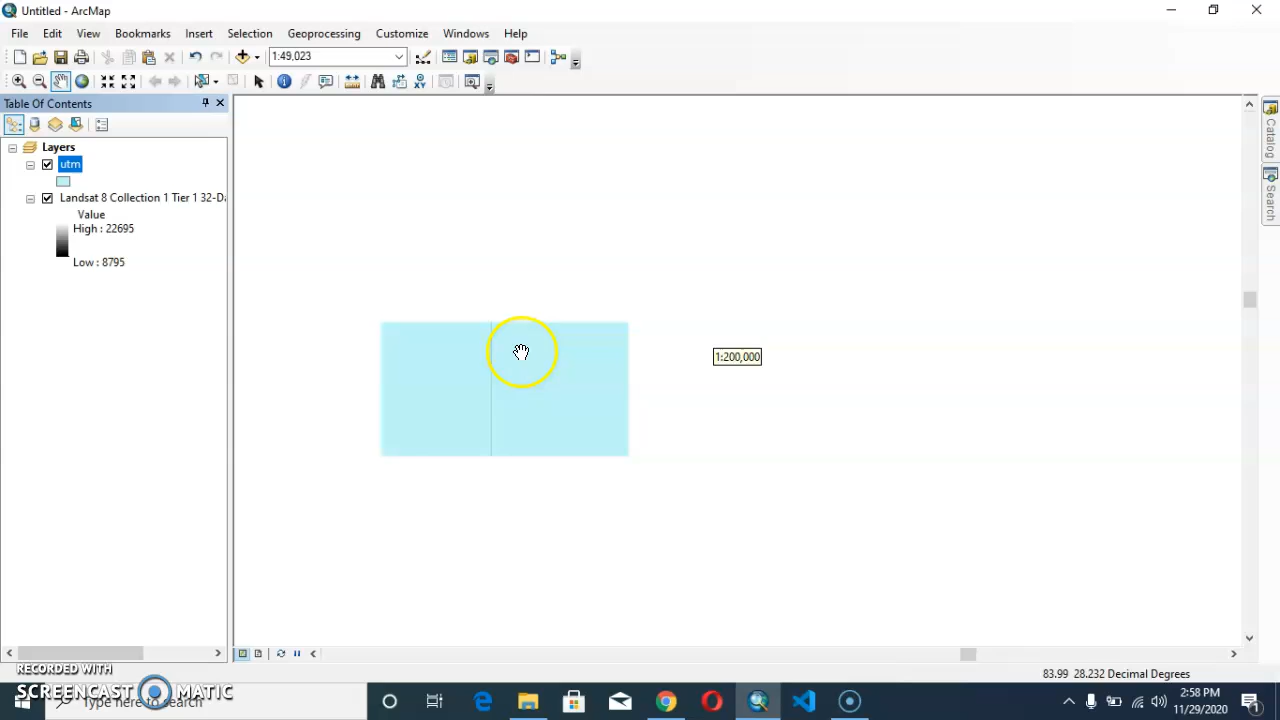 Untitled - ArcMap
File Edit View Bookmarks Insert Selection Geoprocessing Customize Windows Help
1:49,023
Table Of Contents
Layers
utm
Landsat 8 Collection 1 Tier 1 32-Da
Value
High : 22695
Low : 8795
1:200,000
Catalog
Search
83.99 28.232 Decimal Degrees
RECORDED WITH
SCREENCAST MATIC
Type here to search
2:58 PM
11/29/2020
1